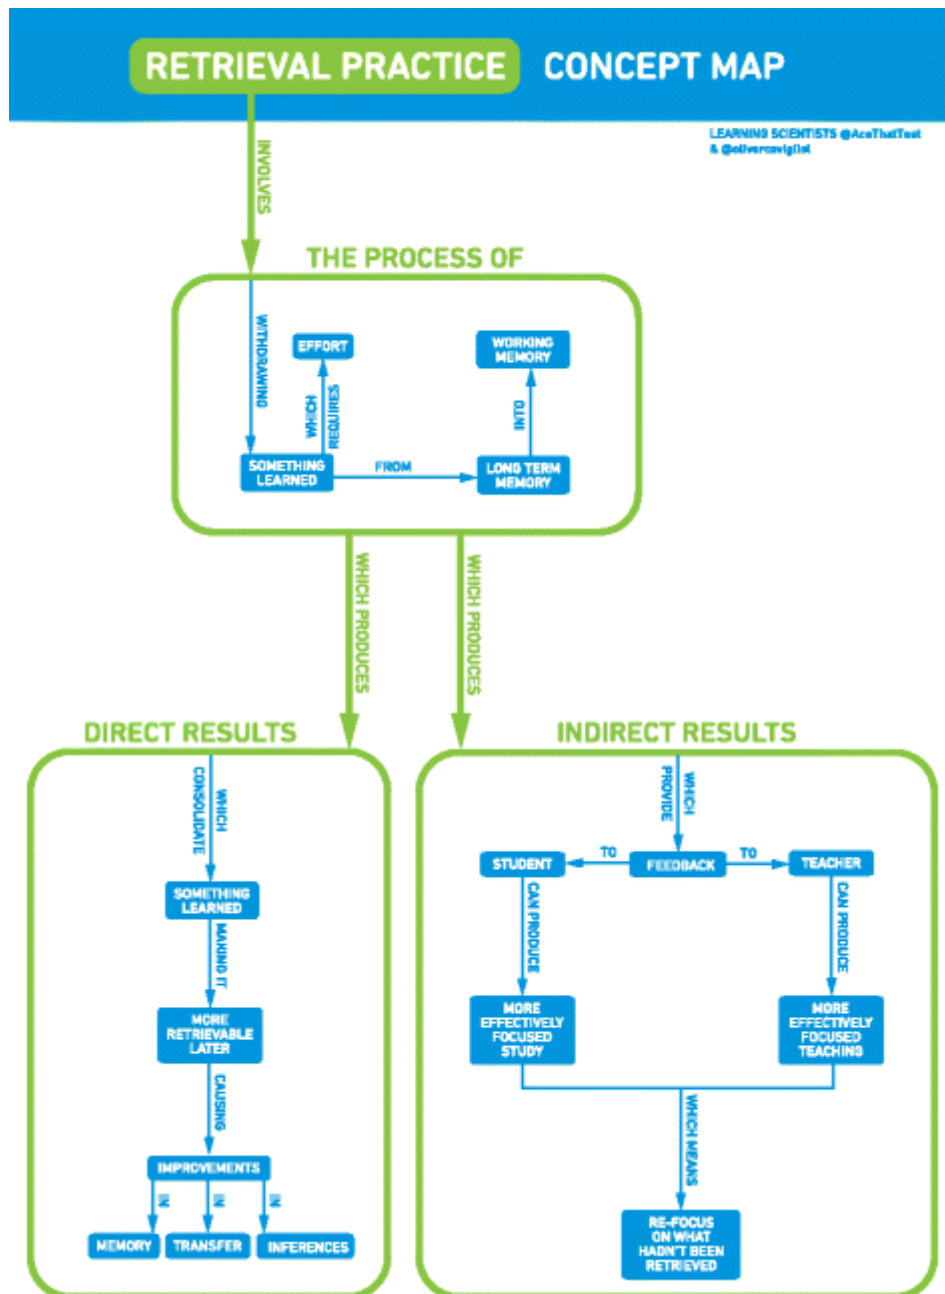 RETRIEVAL PRACTICE CONCEPT MAP
LEARNING SCIENTISTS @AceThatTest
& @olivercaviglioli
INVOLVES
THE PROCESS OF
WITHDRAWING
EFFORT
WHICH
REQUIRES
WORKING
MEMORY
INTO
SOMETHING
LEARNED
FROM
LONG TERM
MEMORY
WHICH PRODUCES
WHICH PRODUCES
DIRECT RESULTS
WHICH
CONSOLIDATE
SOMETHING
LEARNED
MAKING IT
MORE
RETRIEVABLE
LATER
CAUSING
IMPROVEMENTS
IN
IN
IN
MEMORY
TRANSFER
INFERENCES
INDIRECT RESULTS
WHICH
PROVIDE
STUDENT
TO
FEEDBACK
TO
TEACHER
CAN PRODUCE
CAN PRODUCE
MORE
EFFECTIVELY
FOCUSED
STUDY
MORE
EFFECTIVELY
FOCUSED
TEACHING
WHICH MEANS
RE-FOCUS
ON WHAT
HADN'T BEEN
RETRIEVED